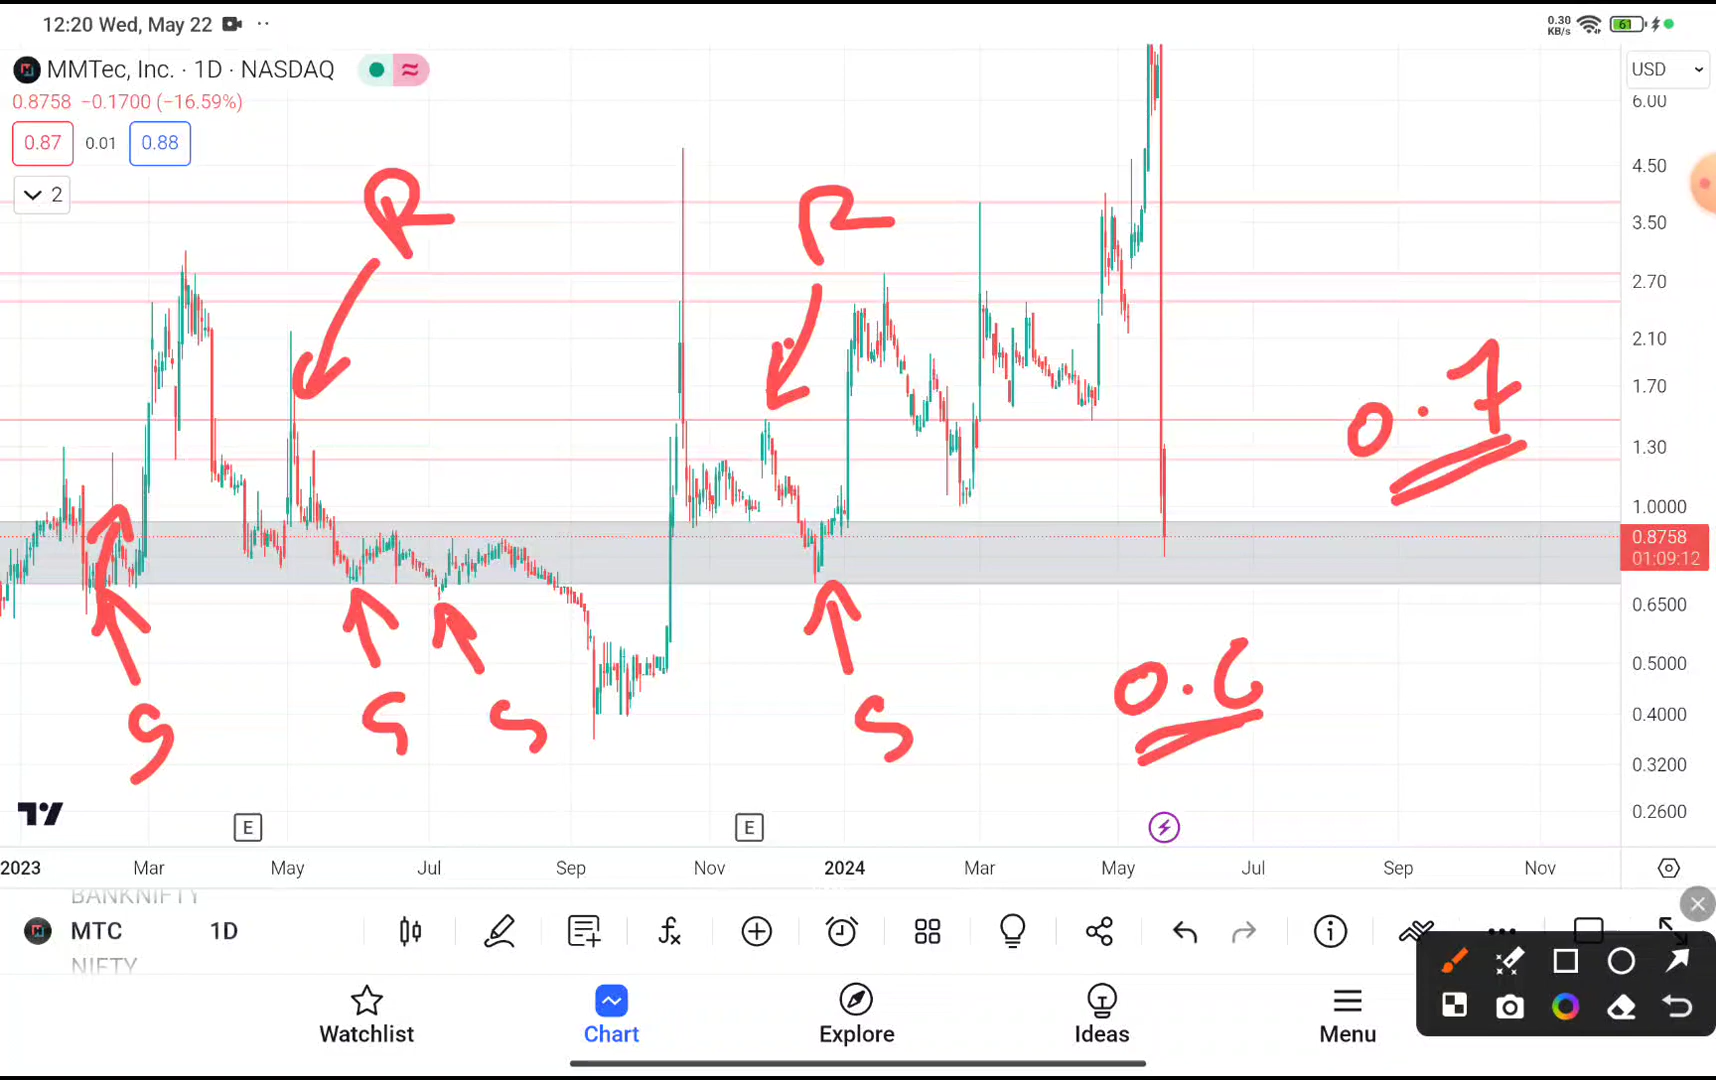 12:20 Wed, May 22
0.30
KB/s
61
MMTec, Inc. · 1D · NASDAQ
USD
0.8758 −0.1700 (−16.59%)
0.87 0.01 0.88
2
6.00
4.50
3.50
2.70
2.10
1.70
1.30
1.0000
0.8758
01:09:12
0.6500
0.5000
0.4000
0.3200
0.2600
R
R
0.7
0.6
S
S
S
S
E
E
2023 Mar May Jul Sep Nov 2024 Mar May Jul Sep Nov
BANKNIFTY
MTC 1D
NIFTY
Watchlist
Chart
Explore
Ideas
Menu